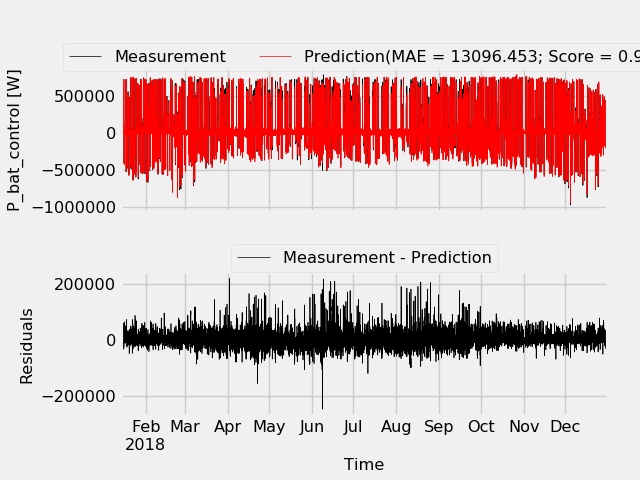 Measurement
Prediction(MAE = 13096.453; Score = 0.9
P_bat_control [W]
500000
0
−500000
−1000000
Measurement - Prediction
Residuals
200000
0
−200000
Feb Mar Apr May Jun Jul Aug Sep Oct Nov Dec
2018
Time